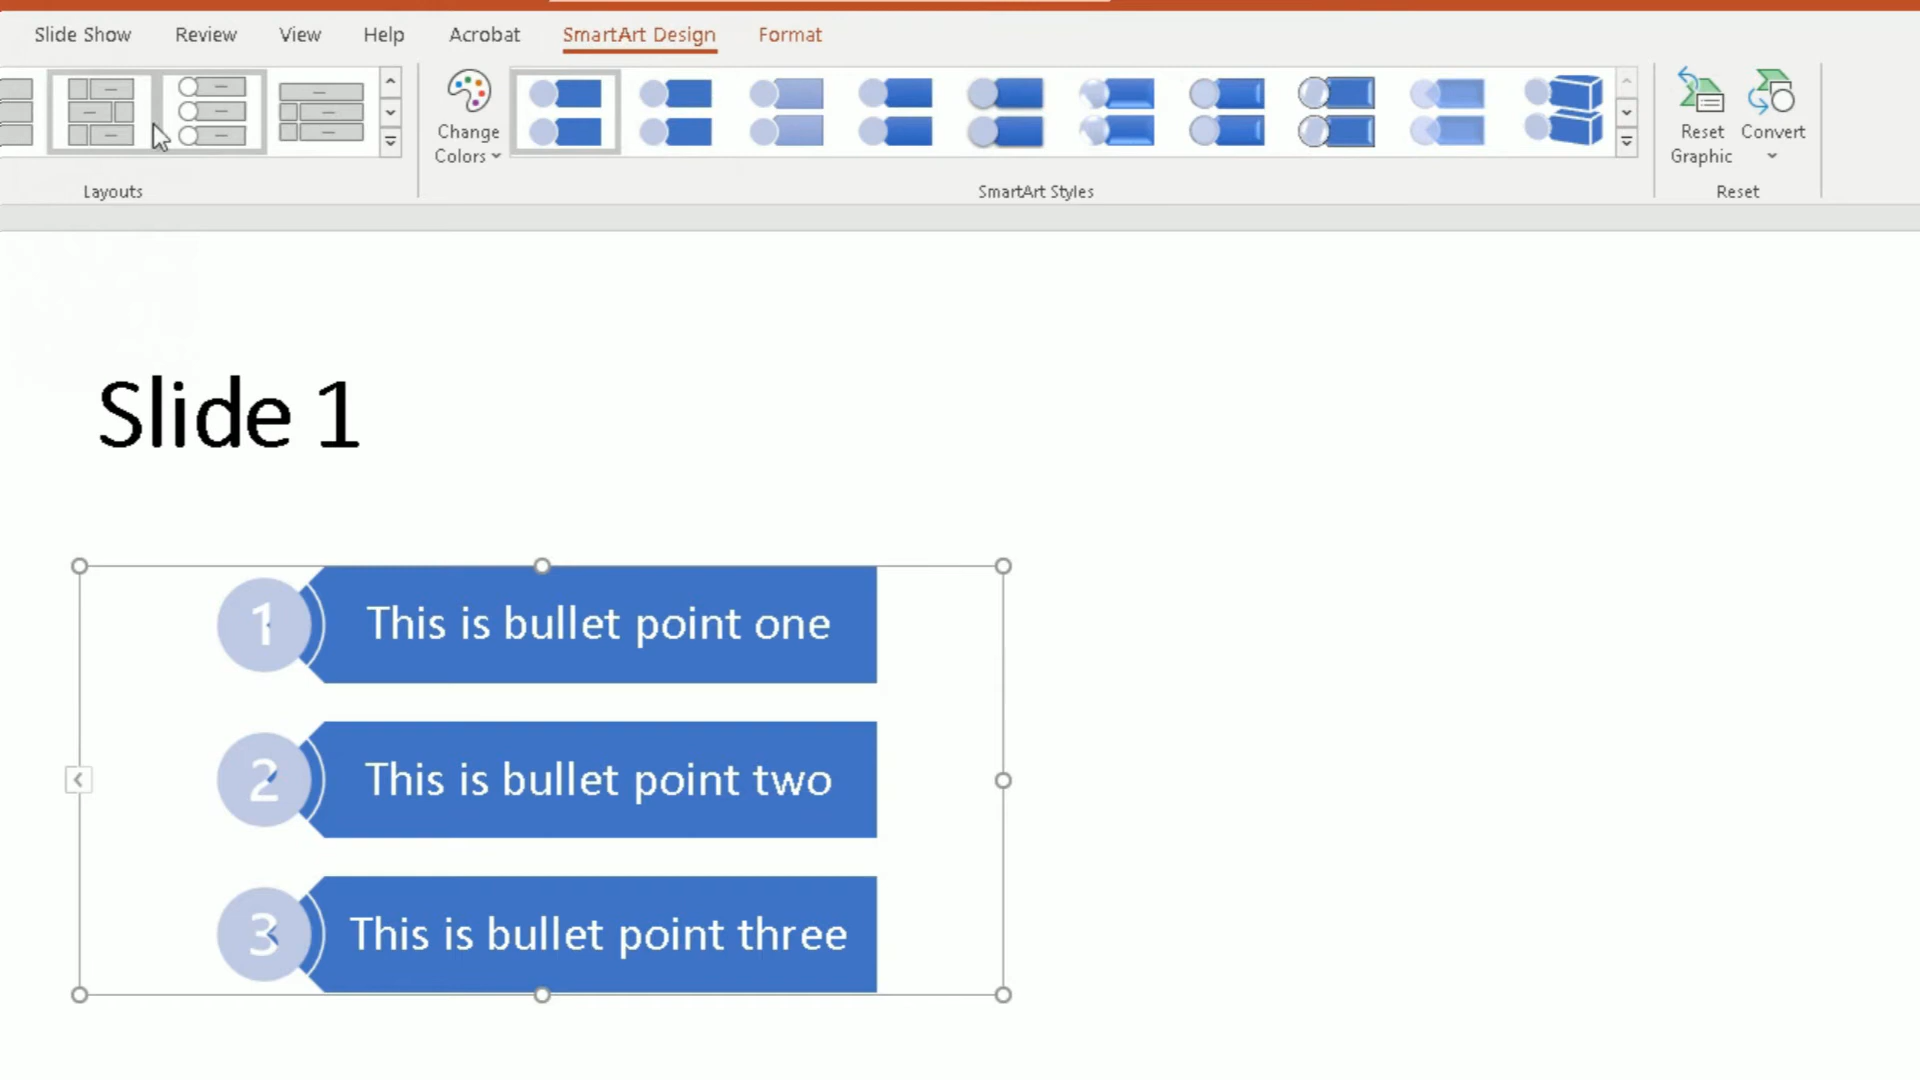 Slide Show Review View Help Acrobat SmartArt Design Format
Change
Colors
Reset
Graphic
Convert
Layouts SmartArt Styles Reset
Slide 1
1 This is bullet point one
2 This is bullet point two
3 This is bullet point three